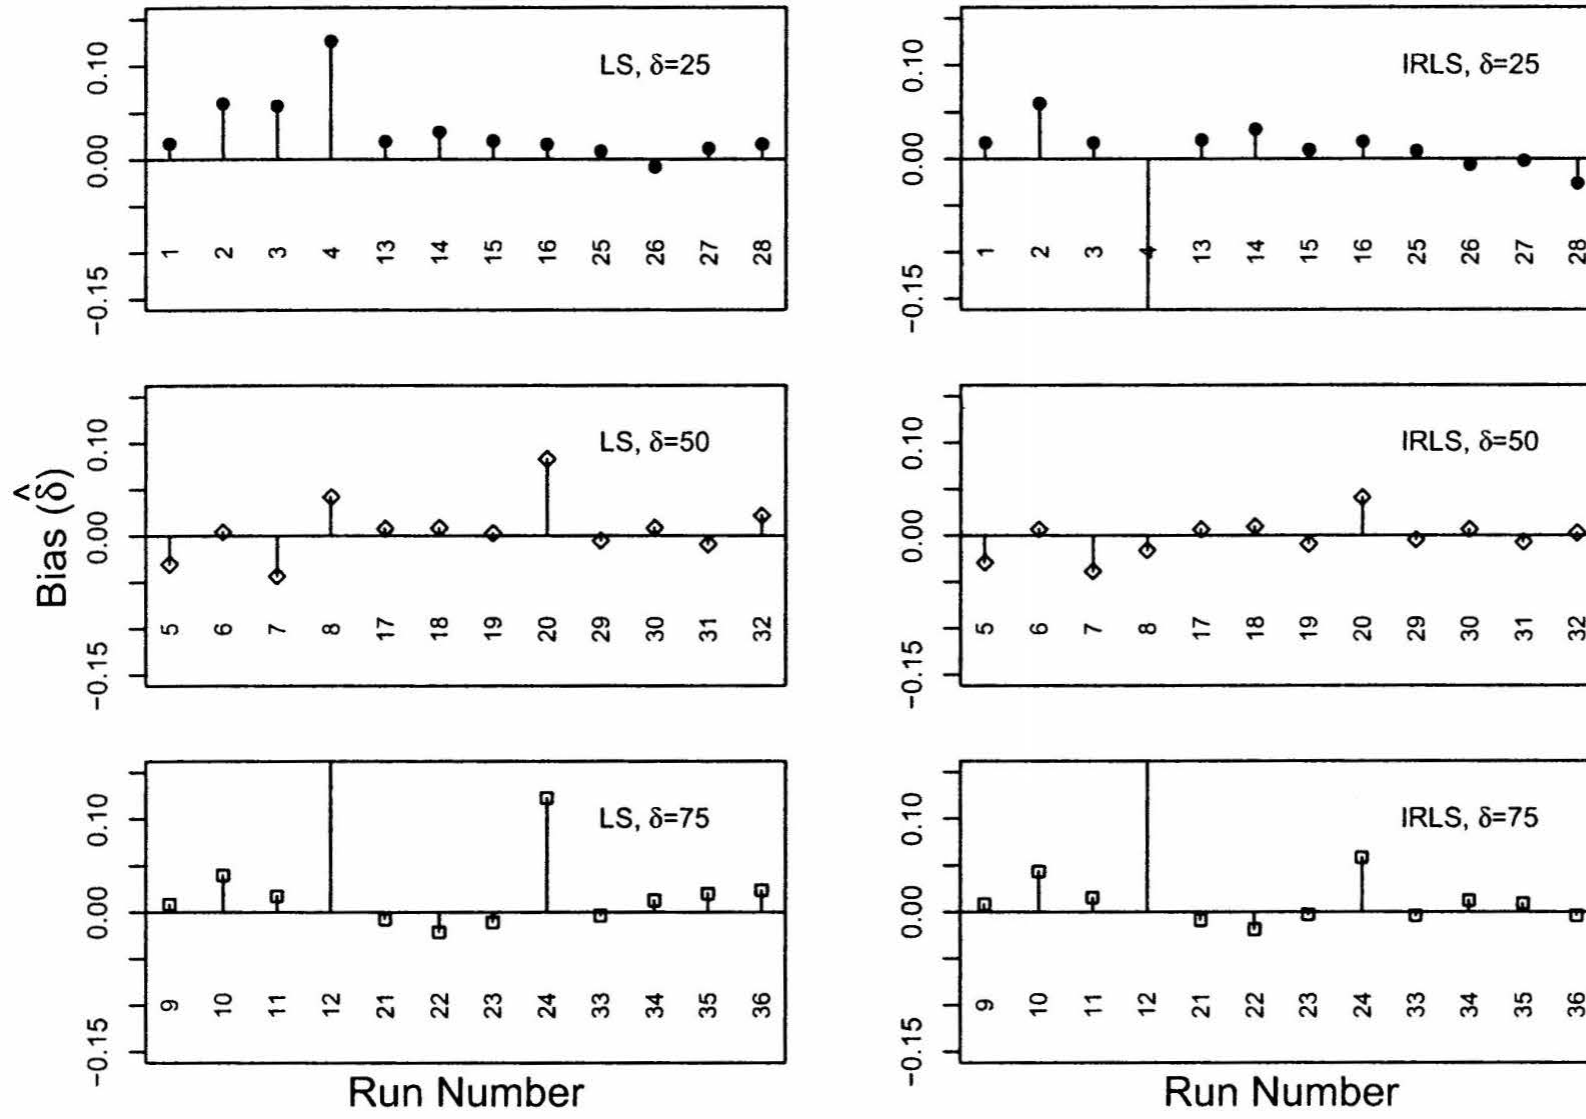 LS, δ=25
0.10
0.00
−0.15
1 2 3 4 13 14 15 16 25 26 27 28
IRLS, δ=25
0.10
0.00
−0.15
1 2 3 4 13 14 15 16 25 26 27 28
Bias (δ̂)
LS, δ=50
0.10
0.00
−0.15
5 6 7 8 17 18 19 20 29 30 31 32
IRLS, δ=50
0.10
0.00
−0.15
5 6 7 8 17 18 19 20 29 30 31 32
LS, δ=75
0.10
0.00
−0.15
9 10 11 12 21 22 23 24 33 34 35 36
Run Number
IRLS, δ=75
0.10
0.00
−0.15
9 10 11 12 21 22 23 24 33 34 35 36
Run Number